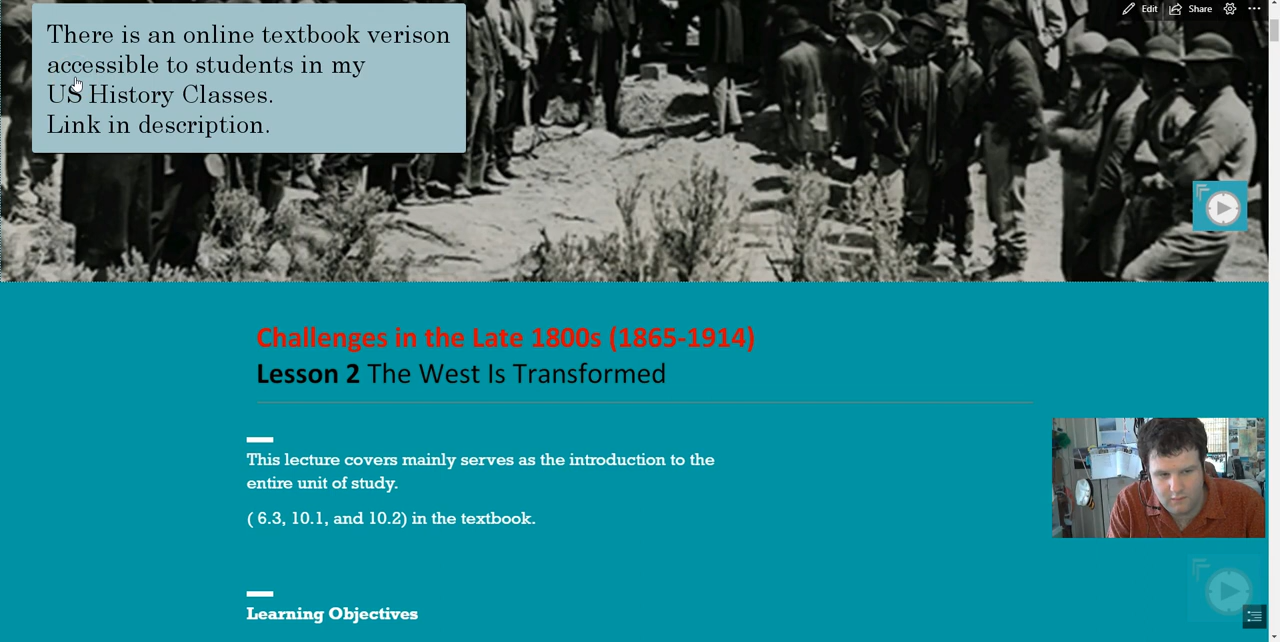 There is an online textbook verison
accessible to students in my
US History Classes.
Link in description.
Edit
Share
Challenges in the Late 1800s (1865-1914)
Lesson 2 The West Is Transformed
This lecture covers mainly serves as the introduction to the
entire unit of study.
( 6.3, 10.1, and 10.2) in the textbook.
Learning Objectives